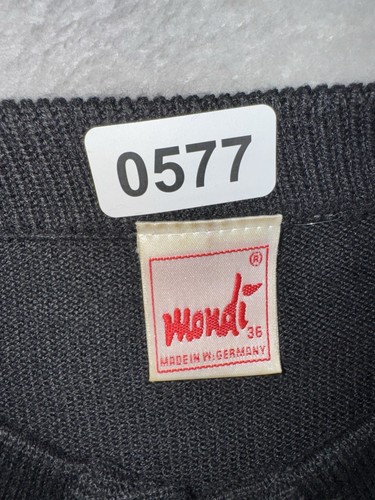 0577
®
mondi
36
MADE IN W. GERMANY